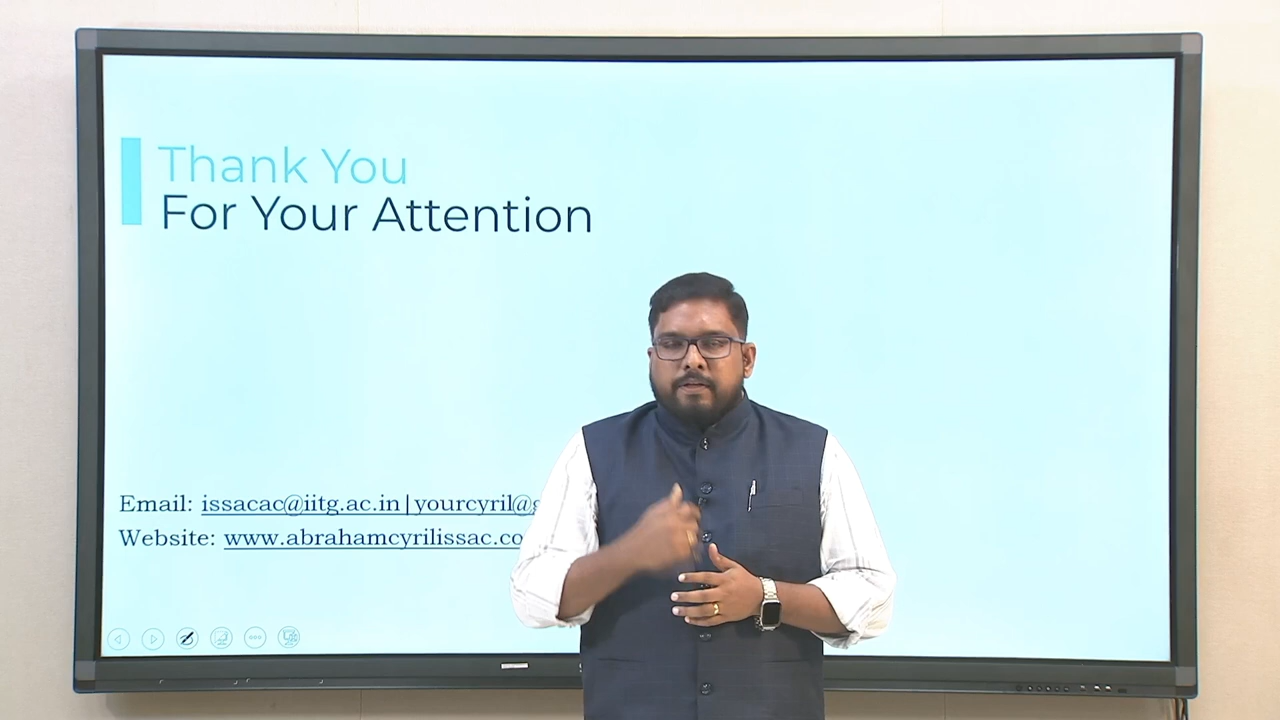 Thank You
For Your Attention
Email: issacac@iitg.ac.in|yourcyril@g
Website: www.abrahamcyrilissac.co